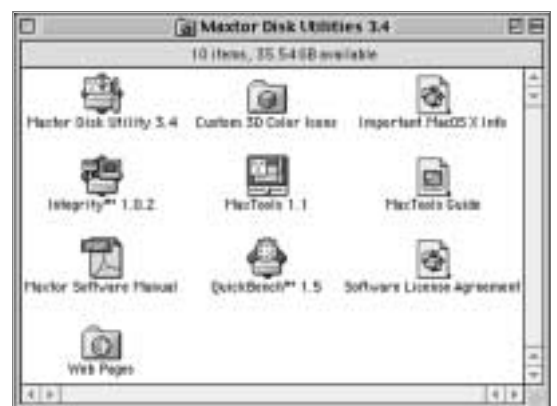 Maxtor Disk Utilities 3.4
10 items, 35.54 GB available
Maxtor Disk Utility 3.4
Custom 3D Color Icons
Important MacOS X Info
Integrity™ 1.0.2
MaxTools 1.1
MaxTools Guide
Maxtor Software Manual
QuickBench™ 1.5
Software License Agreement
Web Pages